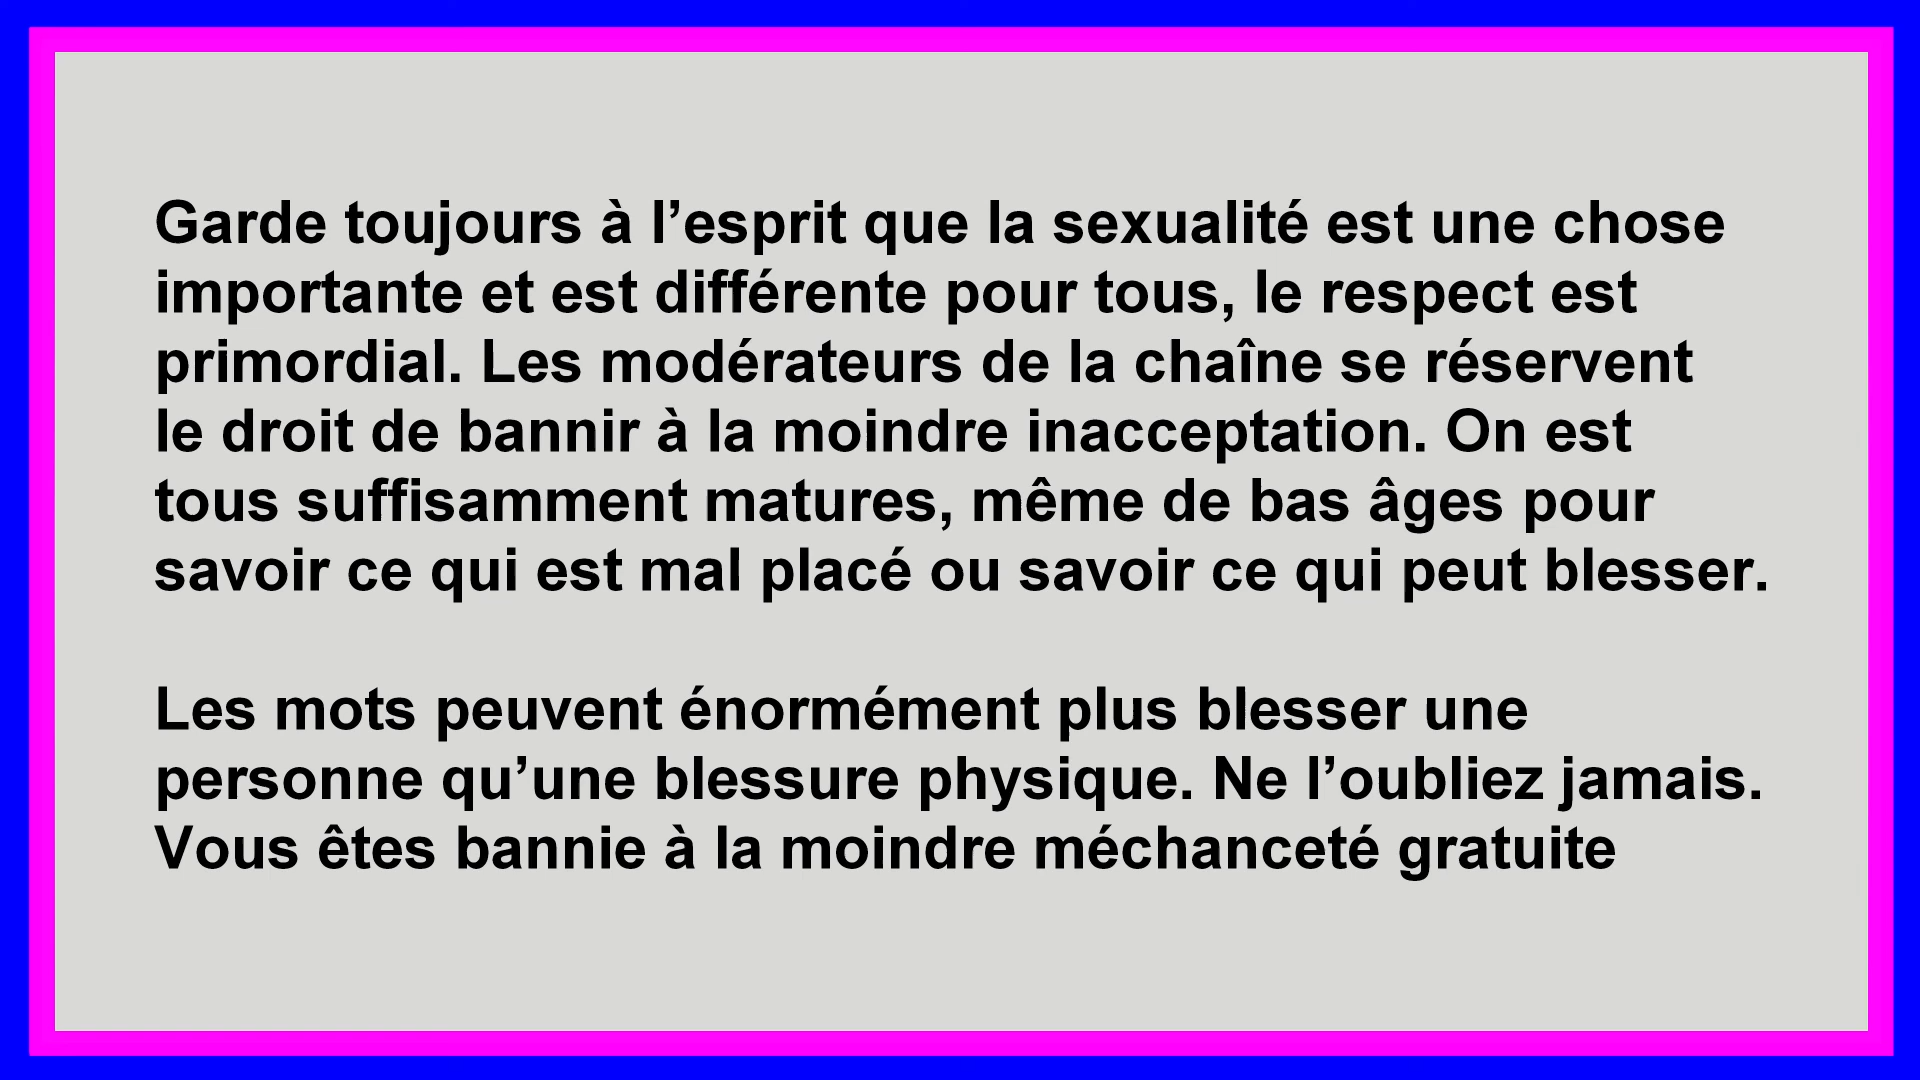 Garde toujours à l’esprit que la sexualité est une chose
importante et est différente pour tous, le respect est
primordial. Les modérateurs de la chaîne se réservent
le droit de bannir à la moindre inacceptation. On est
tous suffisamment matures, même de bas âges pour
savoir ce qui est mal placé ou savoir ce qui peut blesser.
Les mots peuvent énormément plus blesser une
personne qu’une blessure physique. Ne l’oubliez jamais.
Vous êtes bannie à la moindre méchanceté gratuite